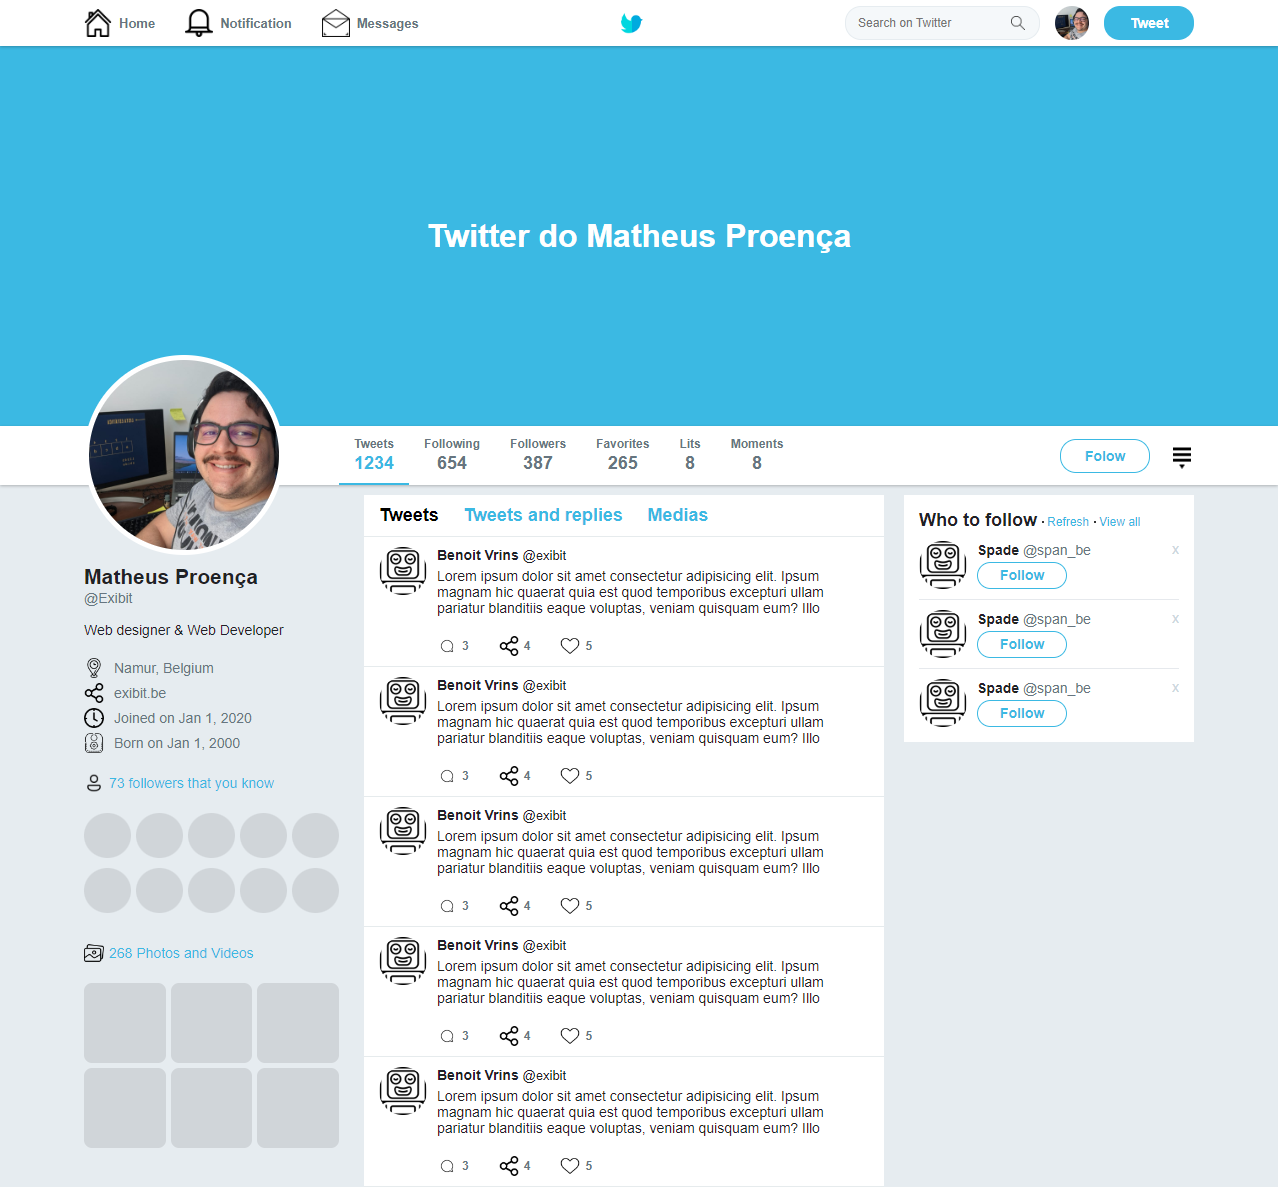 Home Notification Messages Search on Twitter Tweet
Twitter do Matheus Proença
Tweets Following Followers Favorites Lits Moments
1234 654 387 265 8 8
Folow
Matheus Proença
@Exibit
Web designer & Web Developer
Namur, Belgium
exibit.be
Joined on Jan 1, 2020
Born on Jan 1, 2000
73 followers that you know
268 Photos and Videos
Tweets Tweets and replies Medias
Benoit Vrins @exibit
Lorem ipsum dolor sit amet consectetur adipisicing elit. Ipsum
magnam hic quaerat quia est quod temporibus excepturi ullam
pariatur blanditiis eaque voluptas, veniam quisquam eum? Illo
3 4 5
Benoit Vrins @exibit
Lorem ipsum dolor sit amet consectetur adipisicing elit. Ipsum
magnam hic quaerat quia est quod temporibus excepturi ullam
pariatur blanditiis eaque voluptas, veniam quisquam eum? Illo
3 4 5
Benoit Vrins @exibit
Lorem ipsum dolor sit amet consectetur adipisicing elit. Ipsum
magnam hic quaerat quia est quod temporibus excepturi ullam
pariatur blanditiis eaque voluptas, veniam quisquam eum? Illo
3 4 5
Benoit Vrins @exibit
Lorem ipsum dolor sit amet consectetur adipisicing elit. Ipsum
magnam hic quaerat quia est quod temporibus excepturi ullam
pariatur blanditiis eaque voluptas, veniam quisquam eum? Illo
3 4 5
Benoit Vrins @exibit
Lorem ipsum dolor sit amet consectetur adipisicing elit. Ipsum
magnam hic quaerat quia est quod temporibus excepturi ullam
pariatur blanditiis eaque voluptas, veniam quisquam eum? Illo
3 4 5
Who to follow · Refresh · View all
Spade @span_be x
Follow
Spade @span_be x
Follow
Spade @span_be x
Follow